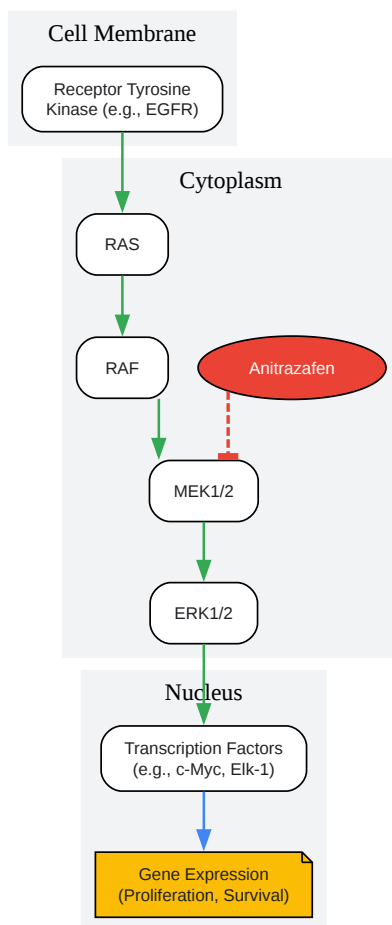 Cell Membrane
Receptor Tyrosine
Kinase (e.g., EGFR)
Cytoplasm
RAS
RAF
Anitrazafen
MEK1/2
ERK1/2
Nucleus
Transcription Factors
(e.g., c-Myc, Elk-1)
Gene Expression
(Proliferation, Survival)